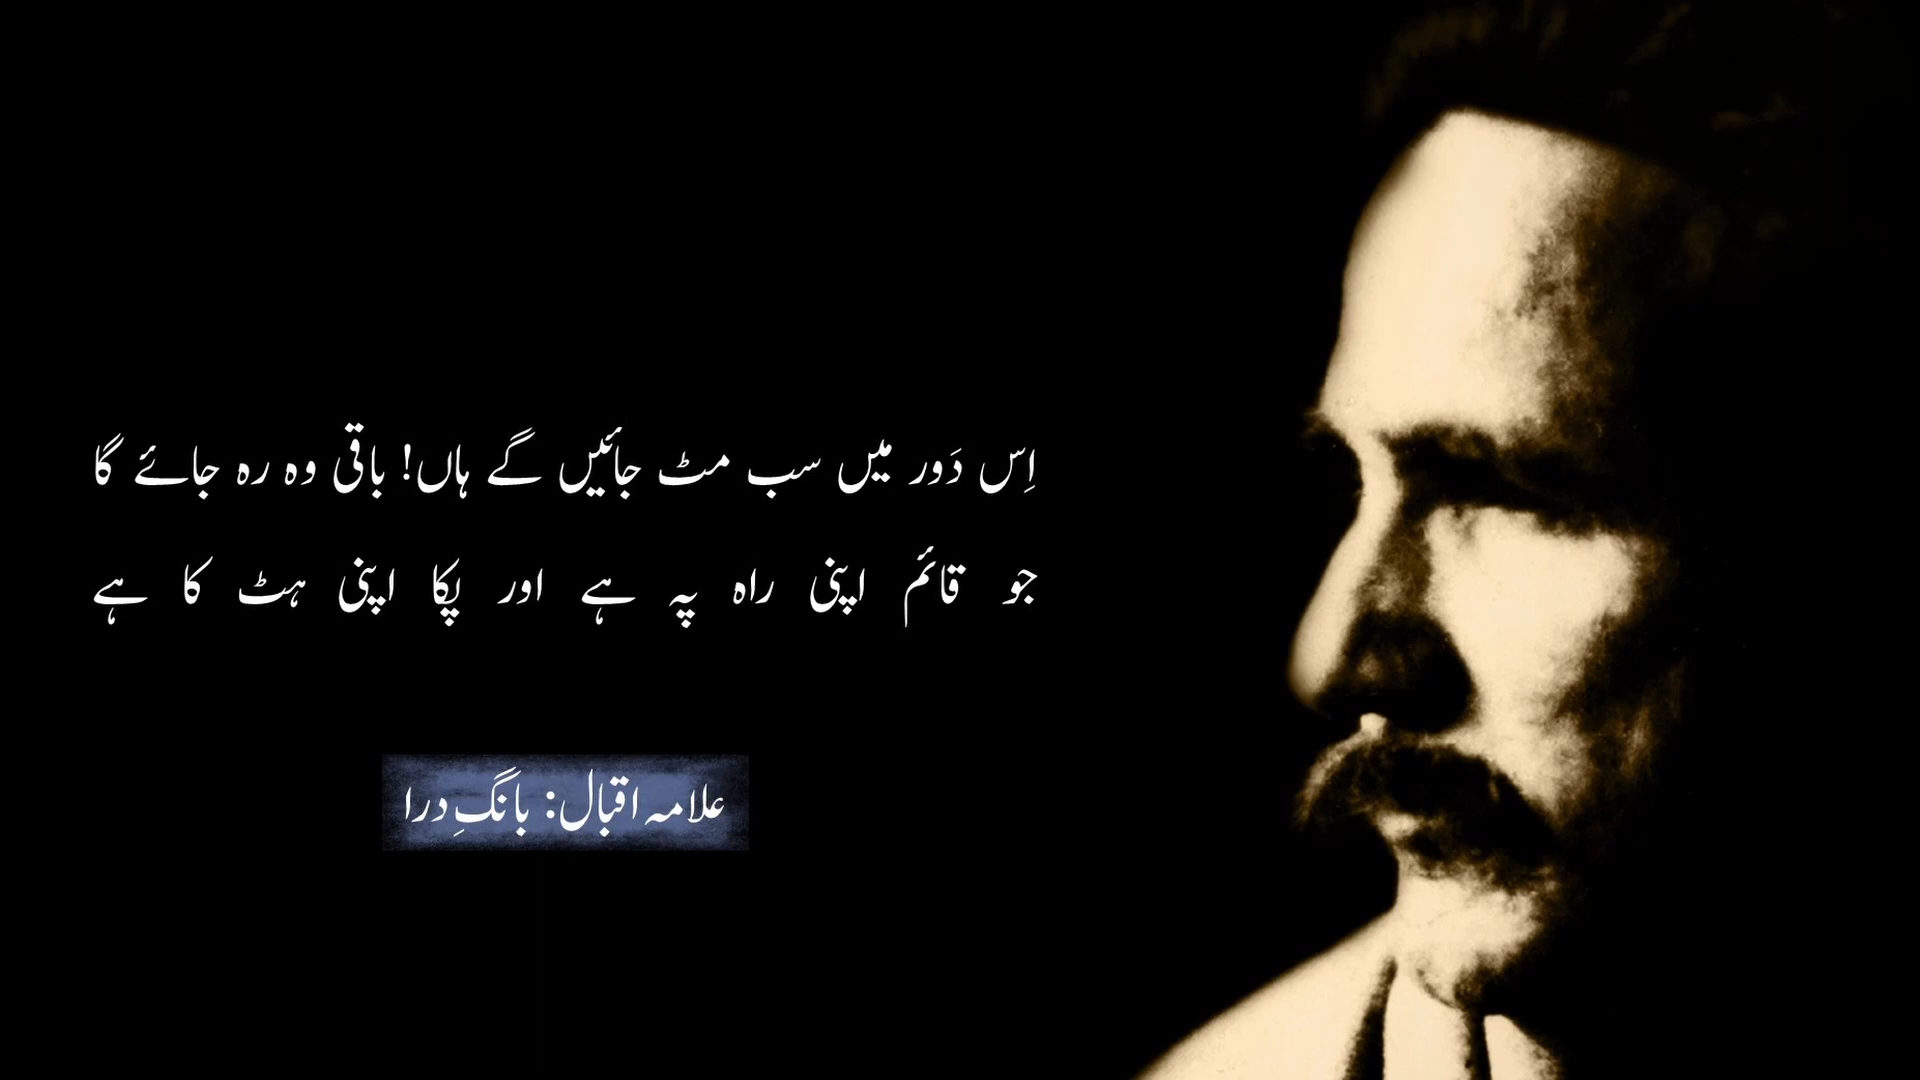 اِس دَور میں سب مٹ جائیں گے ہاں! باقی وہ رہ جائے گا
جو قائم اپنی راہ پہ ہے اور پکا اپنی ہٹ کا ہے
علامہ اقبال: بانگِ درا